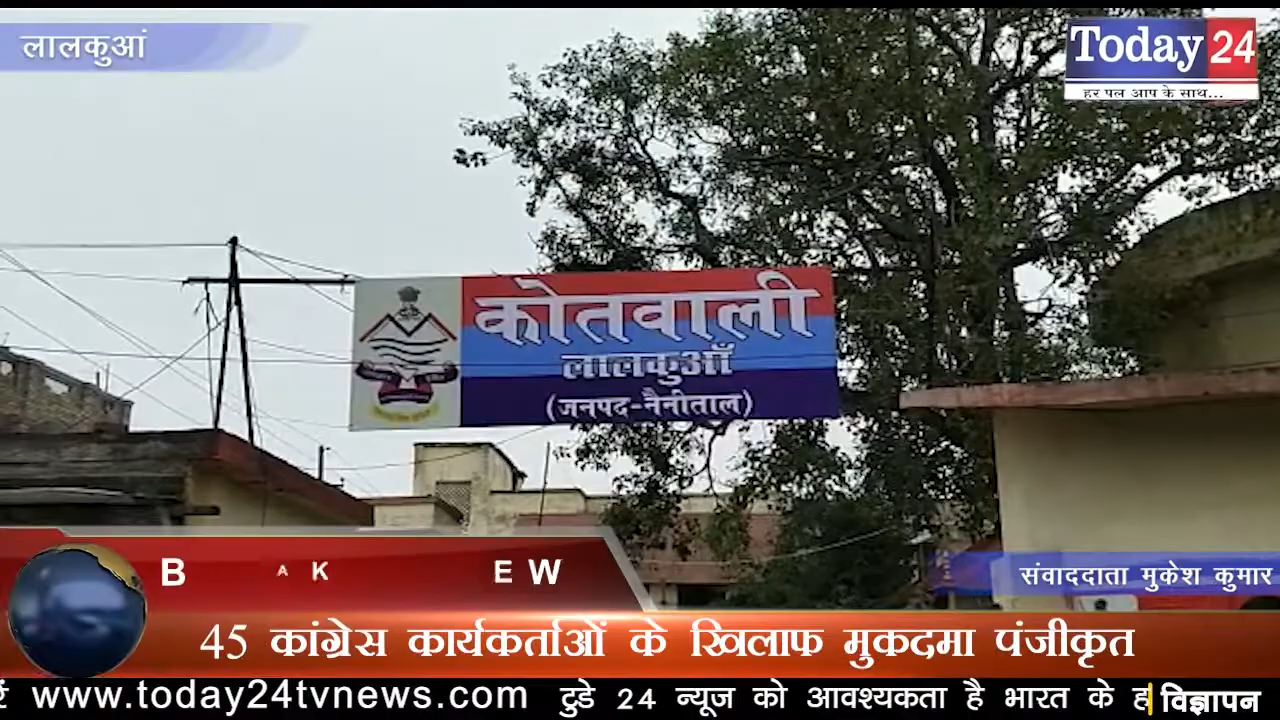 लालकुआं
Today 24
हर पल आप के साथ...
कोतवाली
लालकुआँ
(जनपद-नैनीताल)
B A K E W
संवाददाता मुकेश कुमार
45 कांग्रेस कार्यकर्ताओं के खिलाफ मुकदमा पंजीकृत
www.today24tvnews.com टुडे 24 न्यूज को आवश्यकता है भारत के
विज्ञापन